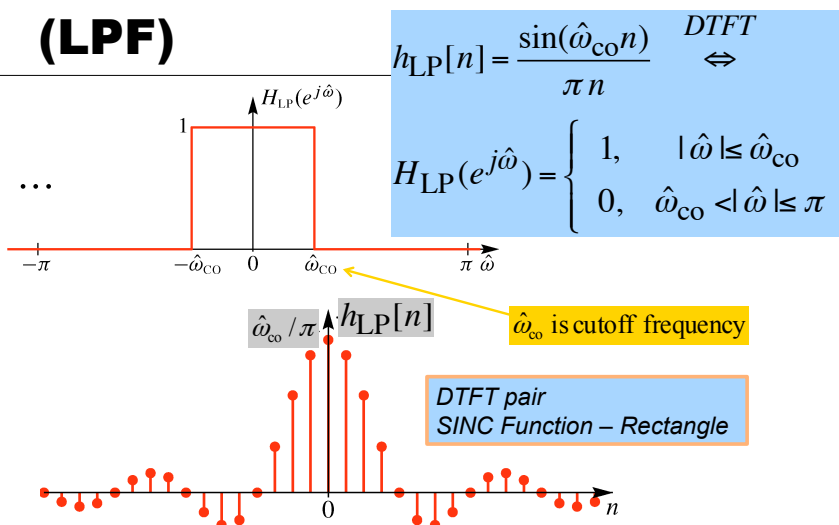 (LPF)
h_LP[n] = sin(ω̂_co n) / π n   DTFT ⇔
H_LP(e^{jω̂}) = { 1,   | ω̂ |≤ ω̂_co
0,   ω̂_co <| ω̂ |≤ π
H_LP(e^{jω̂})
1
...
−π   −ω̂_CO   0   ω̂_CO   π   ω̂
ω̂_co is cutoff frequency
ω̂_co / π   h_LP[n]
DTFT pair
SINC Function – Rectangle
0   n